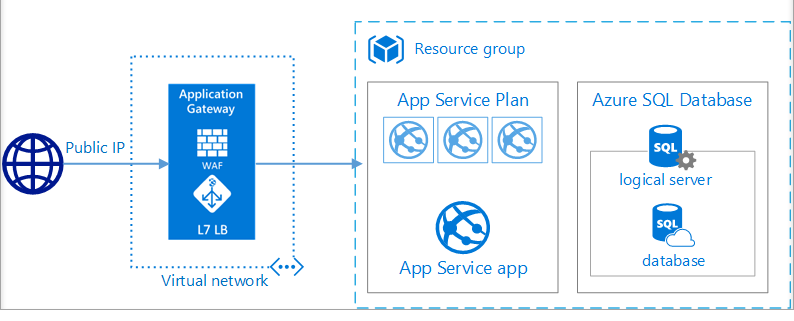 Resource group
Public IP
Application
Gateway
WAF
L7 LB
Virtual network
App Service Plan
App Service app
Azure SQL Database
SQL
logical server
SQL
database